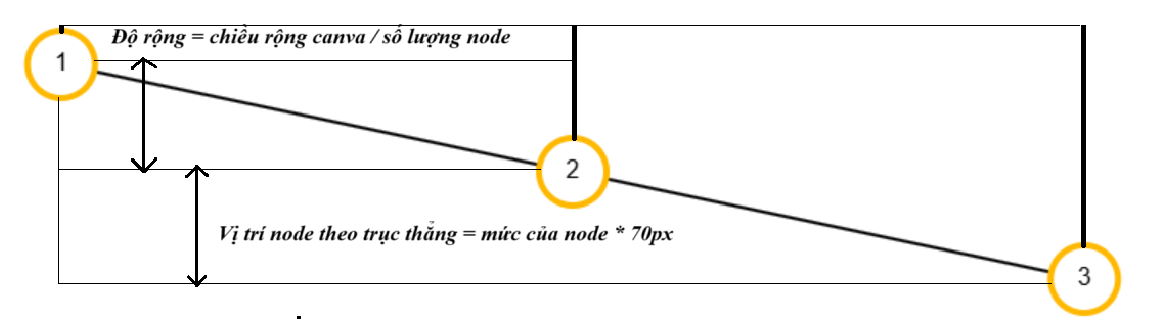 Độ rộng = chiều rộng canva / số lượng node
1
2
Vị trí node theo trục thẳng = mức của node * 70px
3